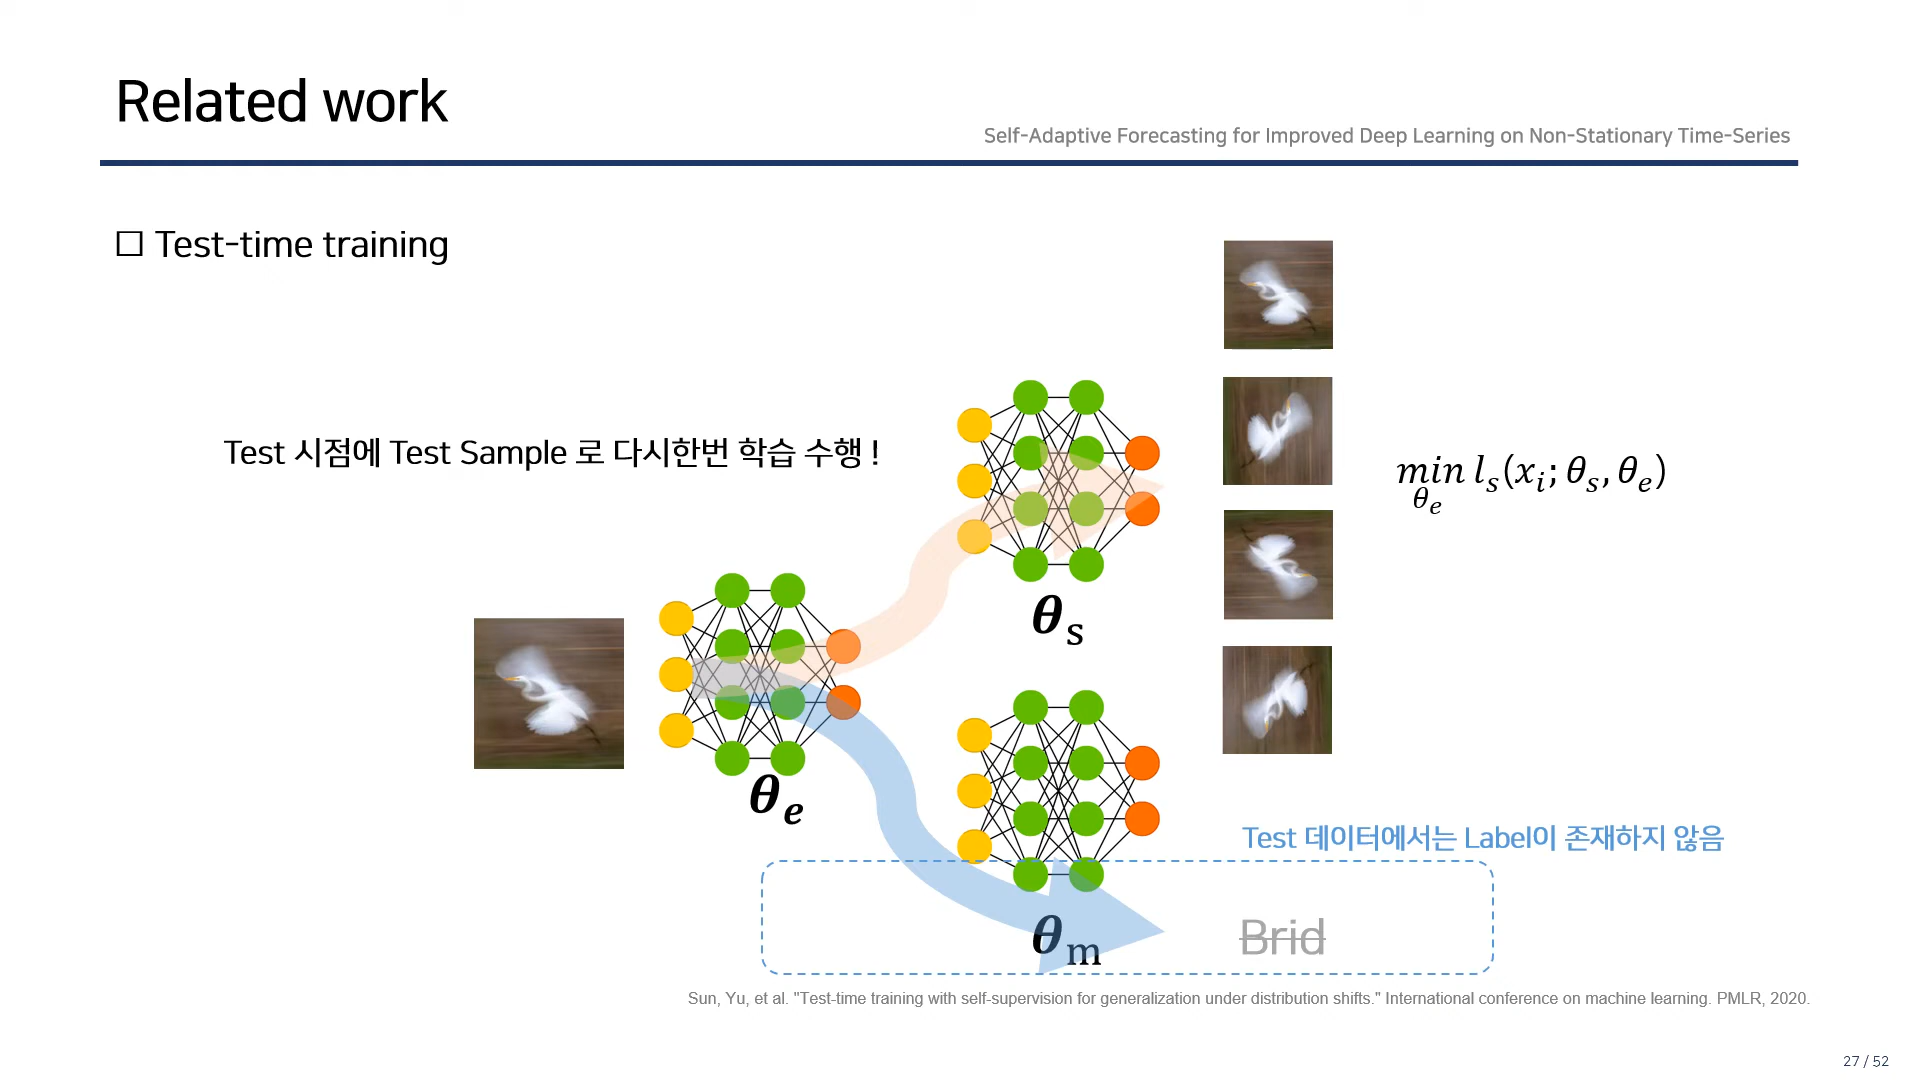 Related work
Self-Adaptive Forecasting for Improved Deep Learning on Non-Stationary Time-Series
□ Test-time training
Test 시점에 Test Sample 로 다시한번 학습 수행 !
min l_s(x_i; θ_s, θ_e)
θ_e
θ_s
θ_e
Test 데이터에서는 Label이 존재하지 않음
θ_m
Brid
Sun, Yu, et al. "Test-time training with self-supervision for generalization under distribution shifts." International conference on machine learning. PMLR, 2020.
27 / 52